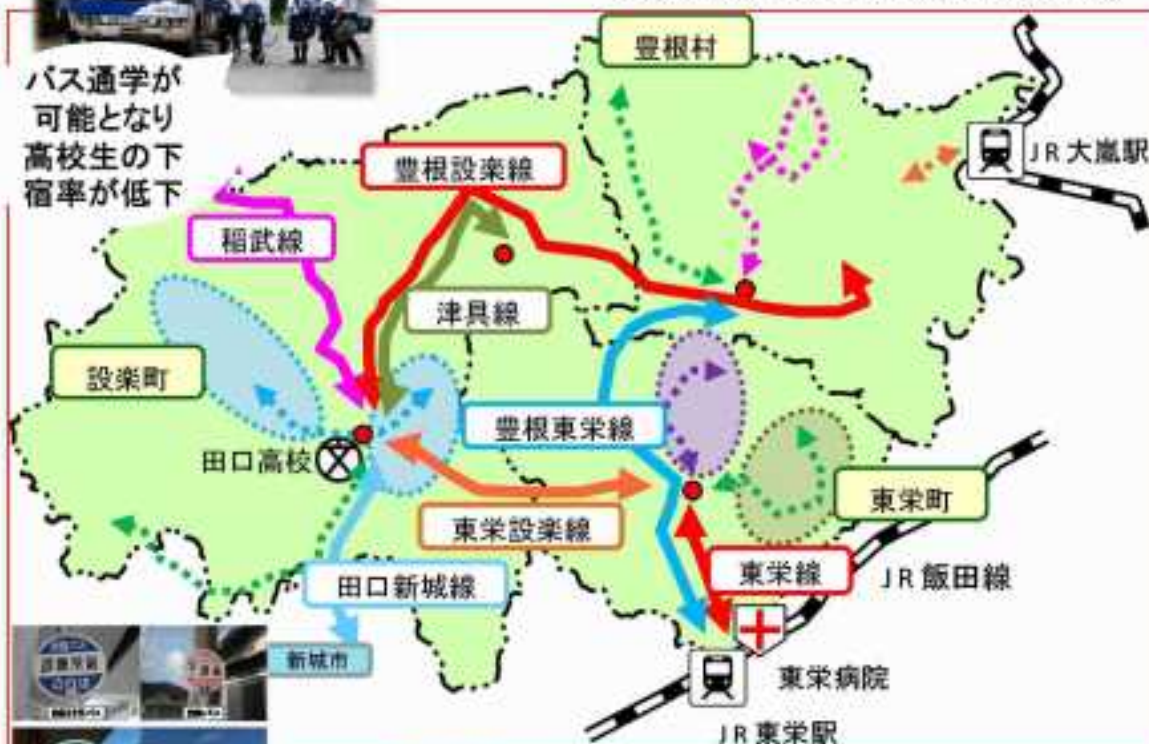 バス通学が
可能となり
高校生の下
宿率が低下
豊根村
JR大嵐駅
豊根設楽線
稲武線
津具線
設楽町
豊根東栄線
田口高校
東栄町
東栄設楽線
東栄線
JR飯田線
田口新城線
新城市
東栄病院
JR東栄駅